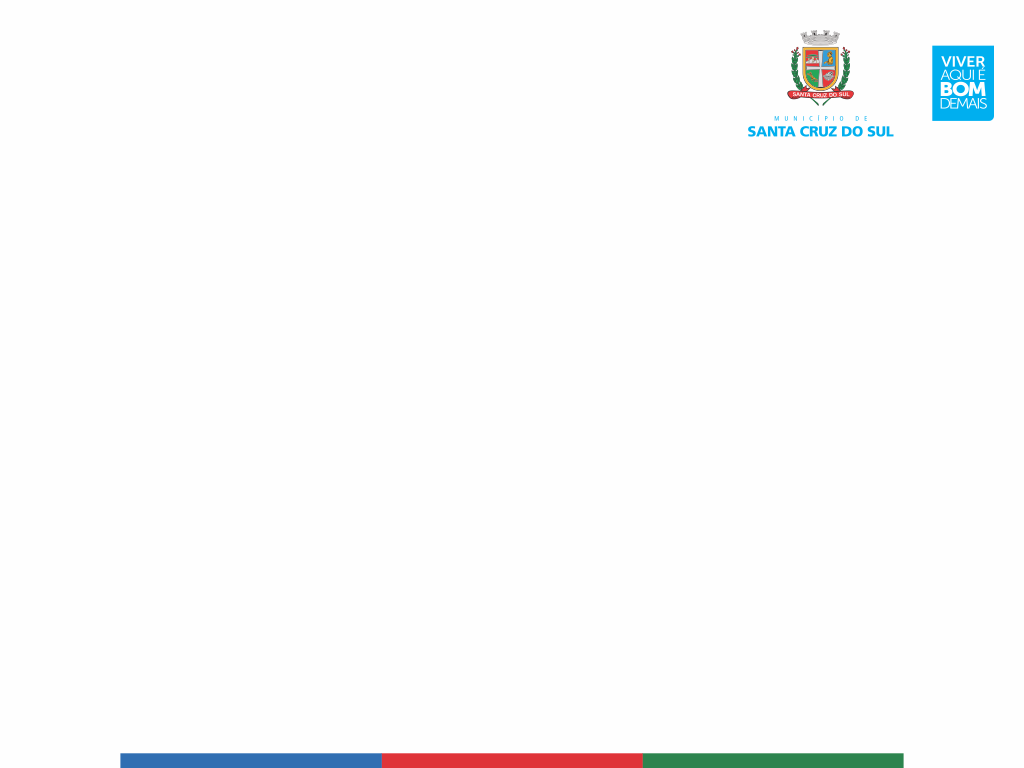 SANTA CRUZ DO SUL
MUNICÍPIO DE
SANTA CRUZ DO SUL
VIVER
AQUI É
BOM
DEMAIS